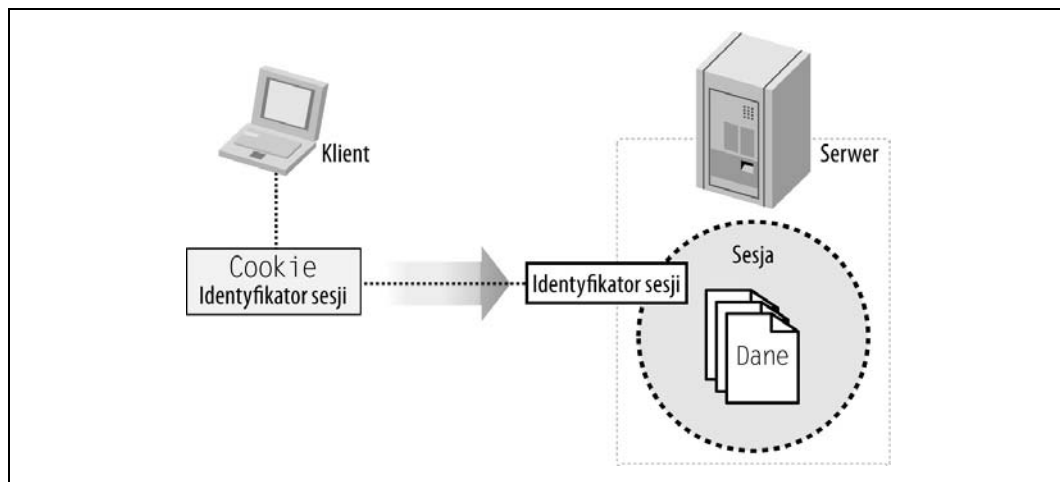 Klient
Serwer
Cookie
Identyfikator sesji
Identyfikator sesji
Sesja
Dane